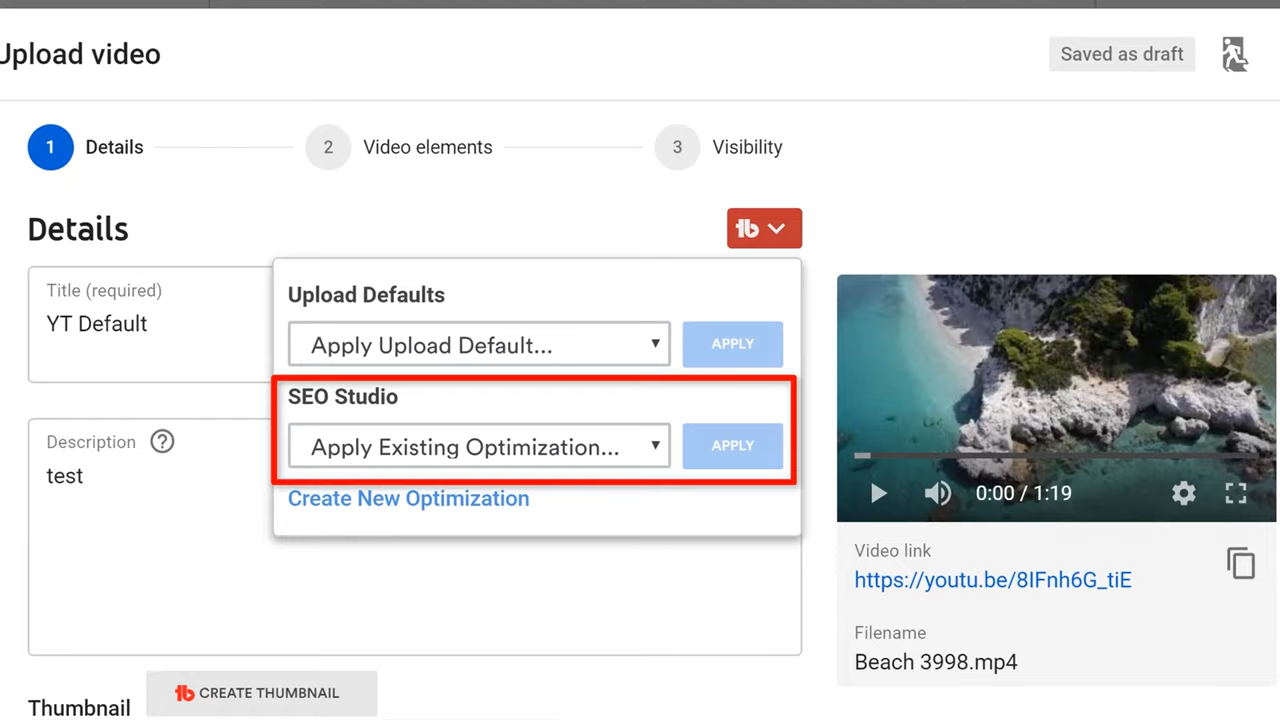 Upload video
Saved as draft
1 Details
2 Video elements
3 Visibility
Details
tb
Title (required)
YT Default
Upload Defaults
Apply Upload Default...
APPLY
SEO Studio
Apply Existing Optimization...
APPLY
Create New Optimization
Description ?
test
0:00 / 1:19
Video link
https://youtu.be/8IFnh6G_tiE
Filename
Beach 3998.mp4
Thumbnail
tb CREATE THUMBNAIL